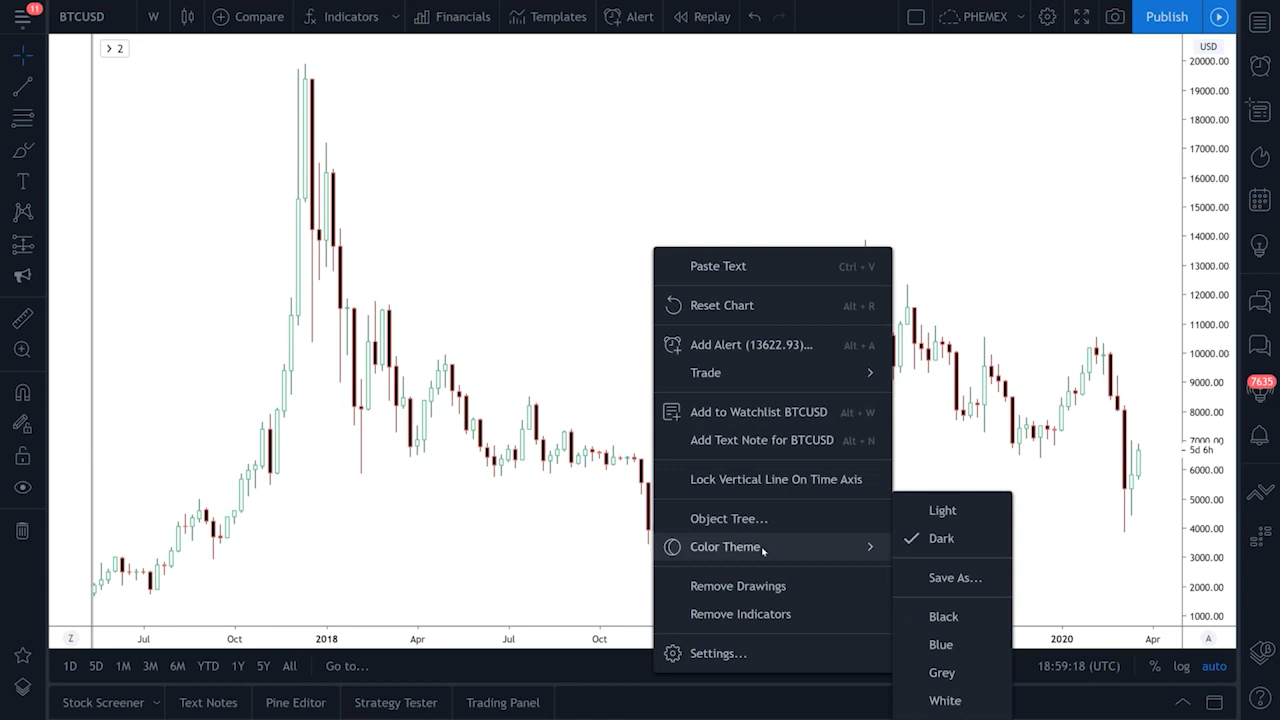 11
BTCUSD
W
Compare
Indicators
Financials
Templates
Alert
Replay
PHEMEX
Publish
> 2
USD
20000.00
19000.00
18000.00
17000.00
16000.00
15000.00
14000.00
13000.00
12000.00
11000.00
10000.00
9000.00
8000.00
7000.00
5d 6h
6000.00
5000.00
4000.00
3000.00
2000.00
1000.00
7635
Paste Text Ctrl + V
Reset Chart Alt + R
Add Alert (13622.93)... Alt + A
Trade
Add to Watchlist BTCUSD Alt + W
Add Text Note for BTCUSD Alt + N
Lock Vertical Line On Time Axis
Object Tree...
Color Theme
Remove Drawings
Remove Indicators
Settings...
Light
Dark
Save As...
Black
Blue
Grey
White
Z
Jul
Oct
2018
Apr
Jul
Oct
2020
Apr
A
1D 5D 1M 3M 6M YTD 1Y 5Y All Go to...
18:59:18 (UTC) % log auto
Stock Screener
Text Notes
Pine Editor
Strategy Tester
Trading Panel